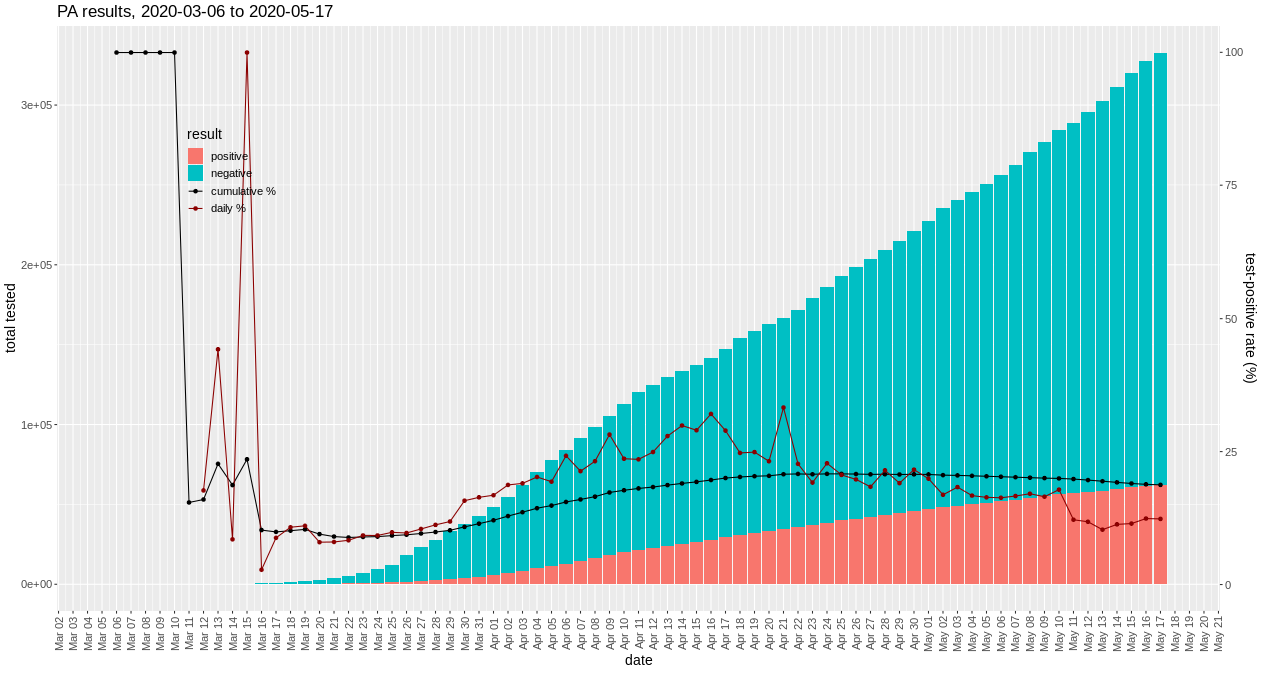 PA results, 2020-03-06 to 2020-05-17
total tested
3e+05
2e+05
1e+05
0e+00
result
positive
negative
cumulative %
daily %
100
75
50
25
0
test-positive rate (%)
Mar 02
Mar 03
Mar 04
Mar 05
Mar 06
Mar 07
Mar 08
Mar 09
Mar 10
Mar 11
Mar 12
Mar 13
Mar 14
Mar 15
Mar 16
Mar 17
Mar 18
Mar 19
Mar 20
Mar 21
Mar 22
Mar 23
Mar 24
Mar 25
Mar 26
Mar 27
Mar 28
Mar 29
Mar 30
Mar 31
Apr 01
Apr 02
Apr 03
Apr 04
Apr 05
Apr 06
Apr 07
Apr 08
Apr 09
Apr 10
Apr 11
Apr 12
Apr 13
Apr 14
Apr 15
Apr 16
Apr 17
Apr 18
Apr 19
Apr 20
Apr 21
Apr 22
Apr 23
Apr 24
Apr 25
Apr 26
Apr 27
Apr 28
Apr 29
Apr 30
May 01
May 02
May 03
May 04
May 05
May 06
May 07
May 08
May 09
May 10
May 11
May 12
May 13
May 14
May 15
May 16
May 17
May 18
May 19
May 20
May 21
date